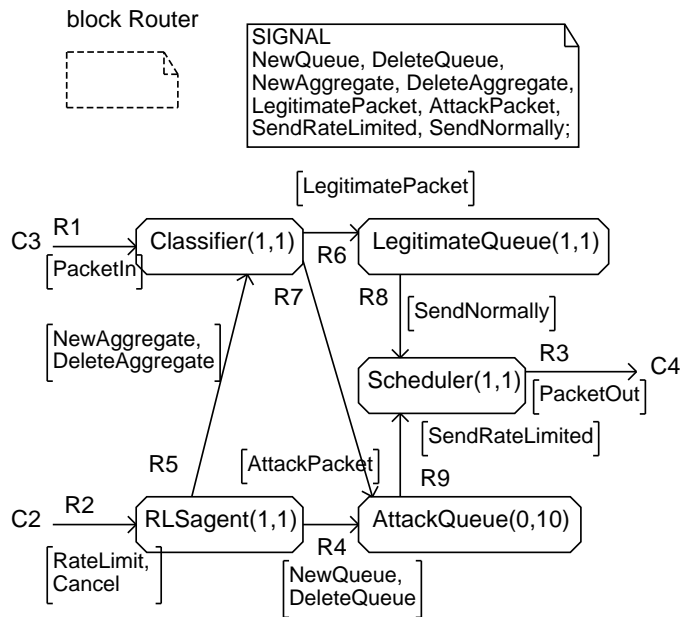 block Router
SIGNAL
NewQueue, DeleteQueue,
NewAggregate, DeleteAggregate,
LegitimatePacket, AttackPacket,
SendRateLimited, SendNormally;
[LegitimatePacket]
C3
R1
[PacketIn]
Classifier(1,1)
R6
LegitimateQueue(1,1)
R7
R8
[SendNormally]
[NewAggregate,
DeleteAggregate]
Scheduler(1,1)
R3
C4
[PacketOut]
[SendRateLimited]
R5
[AttackPacket]
R9
C2
R2
RLSagent(1,1)
R4
AttackQueue(0,10)
[RateLimit,
Cancel]
[NewQueue,
DeleteQueue]